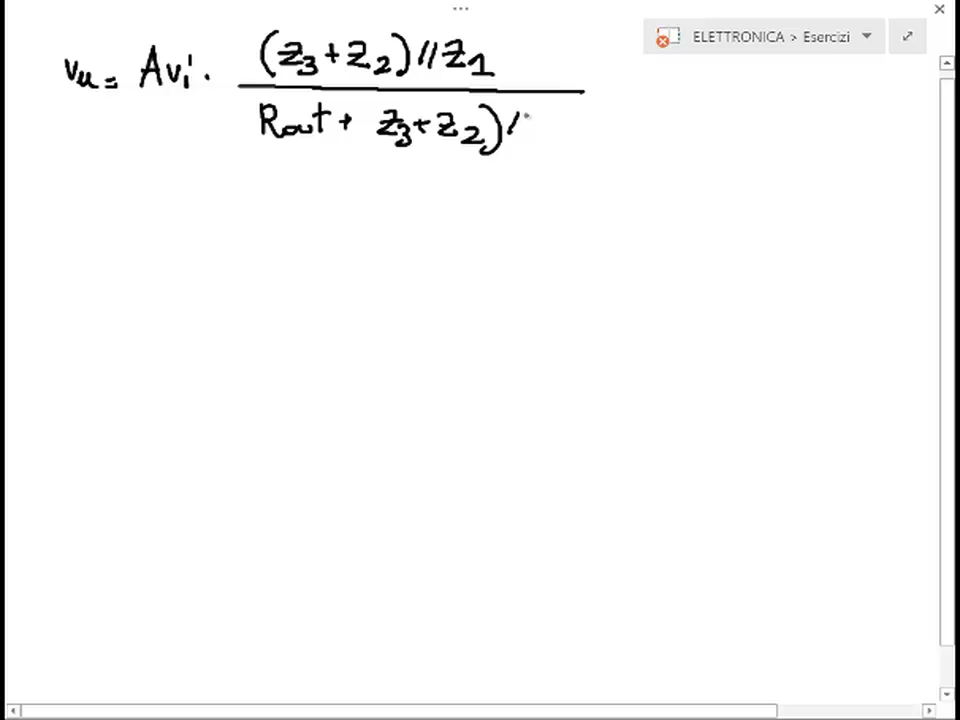 ELETTRONICA > Esercizi
vu = Avi · (Z3+Z2)//Z1
Rout + Z3+Z2)/